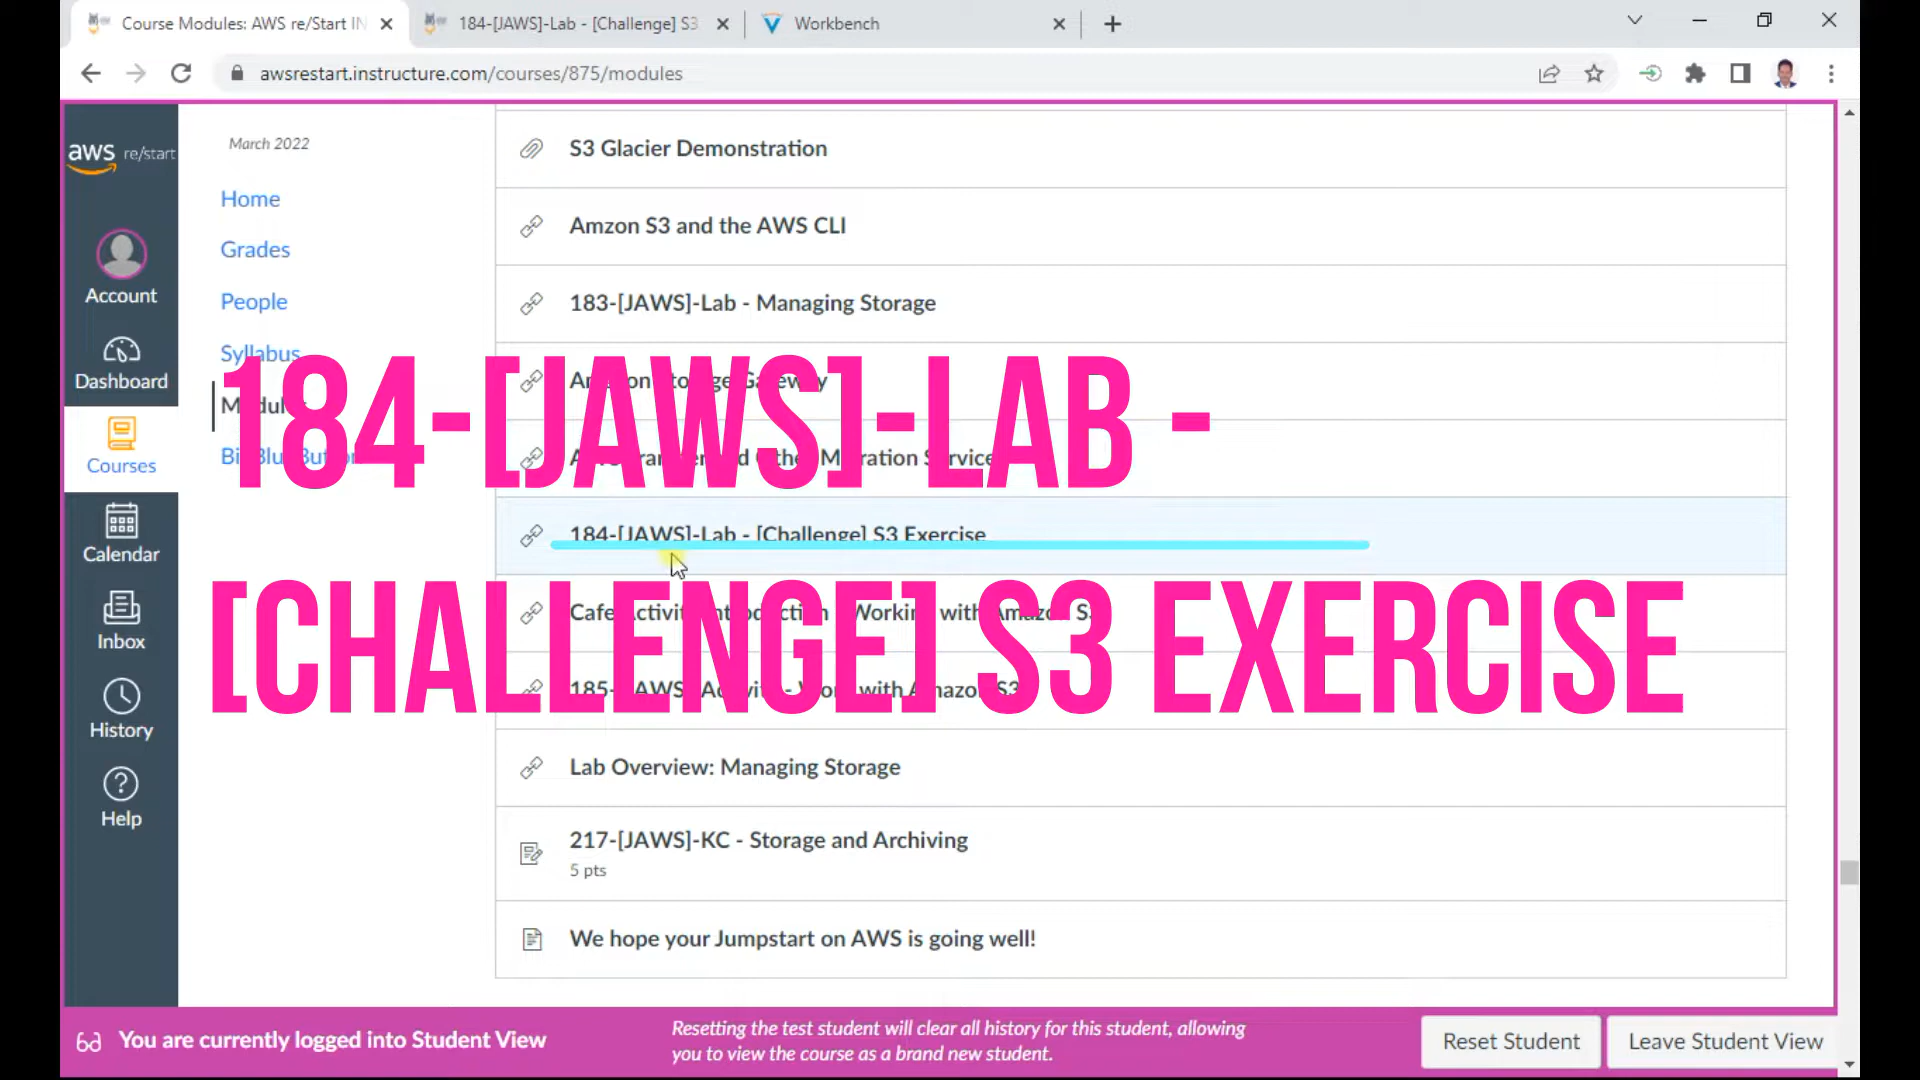 Course Modules: AWS re/Start IN
184-[JAWS]-Lab - [Challenge] S3
Workbench
awsrestart.instructure.com/courses/875/modules
aws re/start
March 2022
Home
Grades
People
Syllabus
Account
Dashboard
Courses
Calendar
Inbox
History
Help
S3 Glacier Demonstration
Amzon S3 and the AWS CLI
183-[JAWS]-Lab - Managing Storage
184-[JAWS]-LAB -
184-[JAWS]-Lab - [Challenge] S3 Exercise
[CHALLENGE] S3 EXERCISE
Lab Overview: Managing Storage
217-[JAWS]-KC - Storage and Archiving
5 pts
We hope your Jumpstart on AWS is going well!
You are currently logged into Student View
Resetting the test student will clear all history for this student, allowing
you to view the course as a brand new student.
Reset Student
Leave Student View